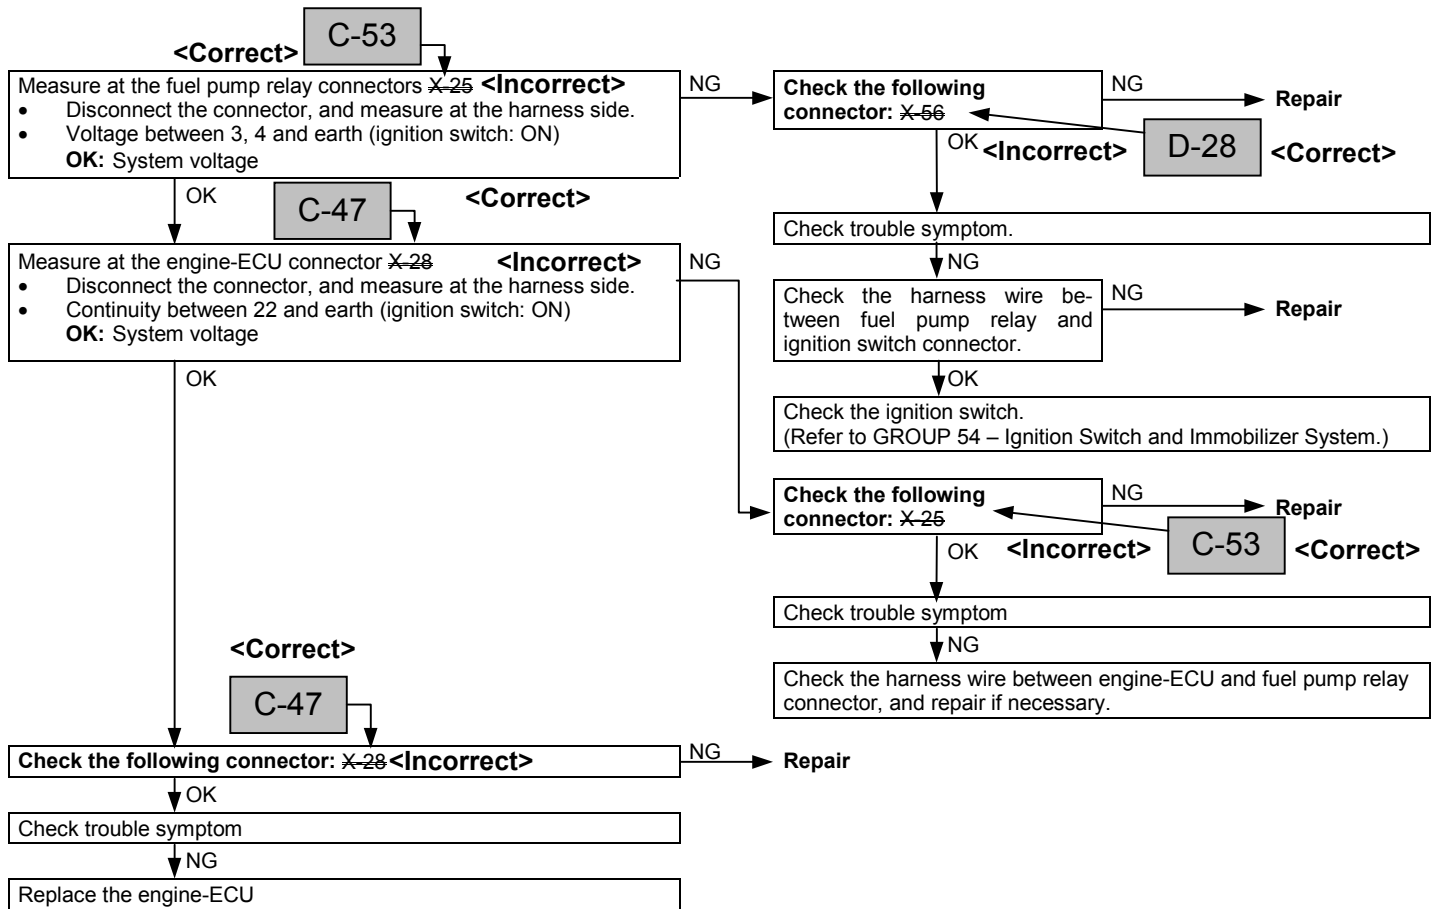 C-53
<Correct>
Measure at the fuel pump relay connectors X-25 <Incorrect>
• Disconnect the connector, and measure at the harness side.
• Voltage between 3, 4 and earth (ignition switch: ON)
OK: System voltage
NG
Check the following
connector: X-56
NG
Repair
OK
<Incorrect>
D-28
<Correct>
OK
C-47
<Correct>
Check trouble symptom.
NG
Measure at the engine-ECU connector X-28 <Incorrect>
• Disconnect the connector, and measure at the harness side.
• Continuity between 22 and earth (ignition switch: ON)
OK: System voltage
NG
Check the harness wire be-
tween fuel pump relay and
ignition switch connector.
NG
Repair
OK
OK
Check the ignition switch.
(Refer to GROUP 54 – Ignition Switch and Immobilizer System.)
Check the following
connector: X-25
NG
Repair
OK
<Incorrect>
C-53
<Correct>
Check trouble symptom
NG
Check the harness wire between engine-ECU and fuel pump relay
connector, and repair if necessary.
<Correct>
C-47
Check the following connector: X-28 <Incorrect>
NG
Repair
OK
Check trouble symptom
NG
Replace the engine-ECU